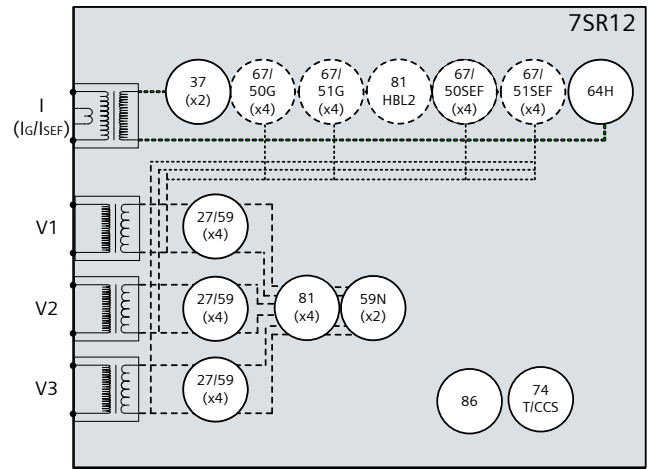 7SR12
I
(IG/ISEF)
37
(x2)
67/
50G
(x4)
67/
51G
(x4)
81
HBL2
67/
50SEF
(x4)
67/
51SEF
(x4)
64H
V1
27/59
(x4)
V2
27/59
(x4)
81
(x4)
59N
(x2)
V3
27/59
(x4)
86
74
T/CCS